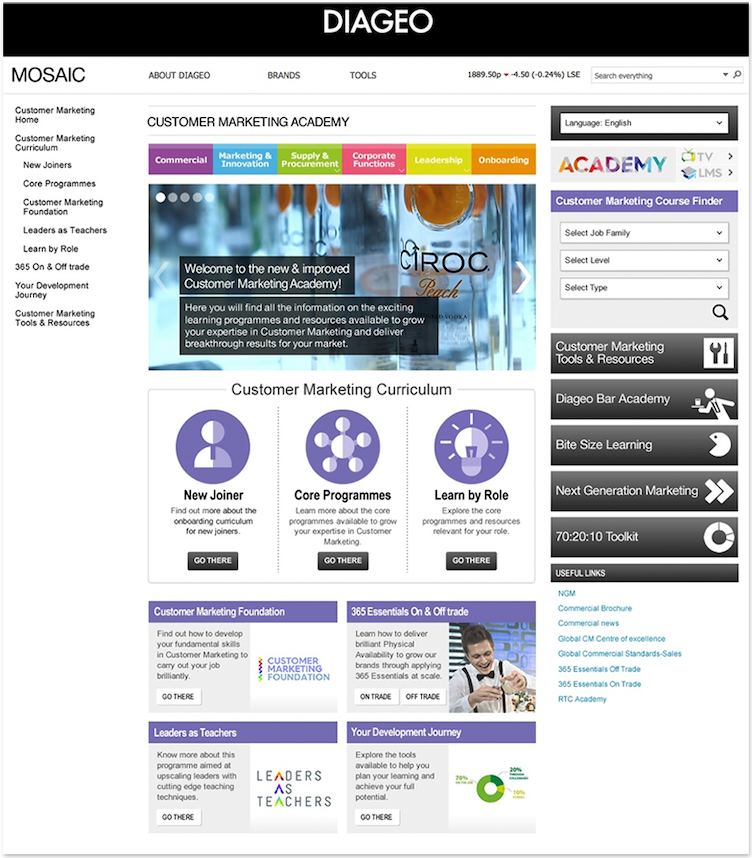 DIAGEO
MOSAIC
ABOUT DIAGEO
BRANDS
TOOLS
1889.50p -4.50 (-0.24%) LSE
Search everything
Customer Marketing
Home
Customer Marketing
Curriculum
New Joiners
Core Programmes
Customer Marketing
Foundation
Leaders as Teachers
Learn by Role
365 On & Off trade
Your Development
Journey
Customer Marketing
Tools & Resources
CUSTOMER MARKETING ACADEMY
Commercial
Marketing &
Innovation
Supply &
Procurement
Corporate
Functions
Leadership
Onboarding
CÎROC
Peach
Welcome to the new & improved
Customer Marketing Academy!
Here you will find all the information on the exciting
learning programmes and resources available to grow
your expertise in Customer Marketing and deliver
breakthrough results for your market.
Customer Marketing Curriculum
New Joiner
Find out more about the
onboarding curriculum
for new joiners.
GO THERE
Core Programmes
Learn more about the core
programmes available to grow
your expertise in Customer
Marketing.
GO THERE
Learn by Role
Explore the core
programmes and resources
relevant for your role.
GO THERE
Customer Marketing Foundation
Find out how to develop
your fundamental skills
in Customer Marketing to
carry out your job
brilliantly.
GO THERE
CUSTOMER
MARKETING
FOUNDATION
365 Essentials On & Off trade
Learn how to deliver
brilliant Physical
Availability to grow our
brands through applying
365 Essentials at scale.
ON TRADE
OFF TRADE
Leaders as Teachers
Know more about this
programme aimed at
upscaling leaders with
cutting edge teaching
techniques.
GO THERE
LEADERS
AS
TEACHERS
Your Development Journey
Explore the tools
available to help you
plan your learning and
achieve your full
potential.
GO THERE
70%
20%
10%
Language: English
ACADEMY
TV
LMS
Customer Marketing Course Finder
Select Job Family
Select Level
Select Type
Customer Marketing
Tools & Resources
Diageo Bar Academy
Bite Size Learning
Next Generation Marketing
70:20:10 Toolkit
USEFUL LINKS
NGM
Commercial Brochure
Commercial news
Global CM Centre of excellence
Global Commercial Standards-Sales
365 Essentials Off Trade
365 Essentials On Trade
RTC Academy